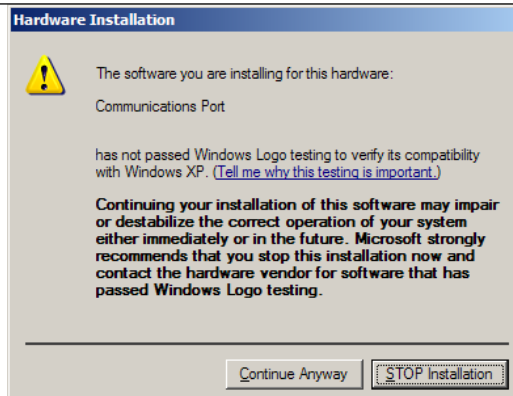 Hardware Installation
The software you are installing for this hardware:
Communications Port
has not passed Windows Logo testing to verify its compatibility
with Windows XP. (Tell me why this testing is important.)
Continuing your installation of this software may impair
or destabilize the correct operation of your system
either immediately or in the future. Microsoft strongly
recommends that you stop this installation now and
contact the hardware vendor for software that has
passed Windows Logo testing.
Continue Anyway STOP Installation